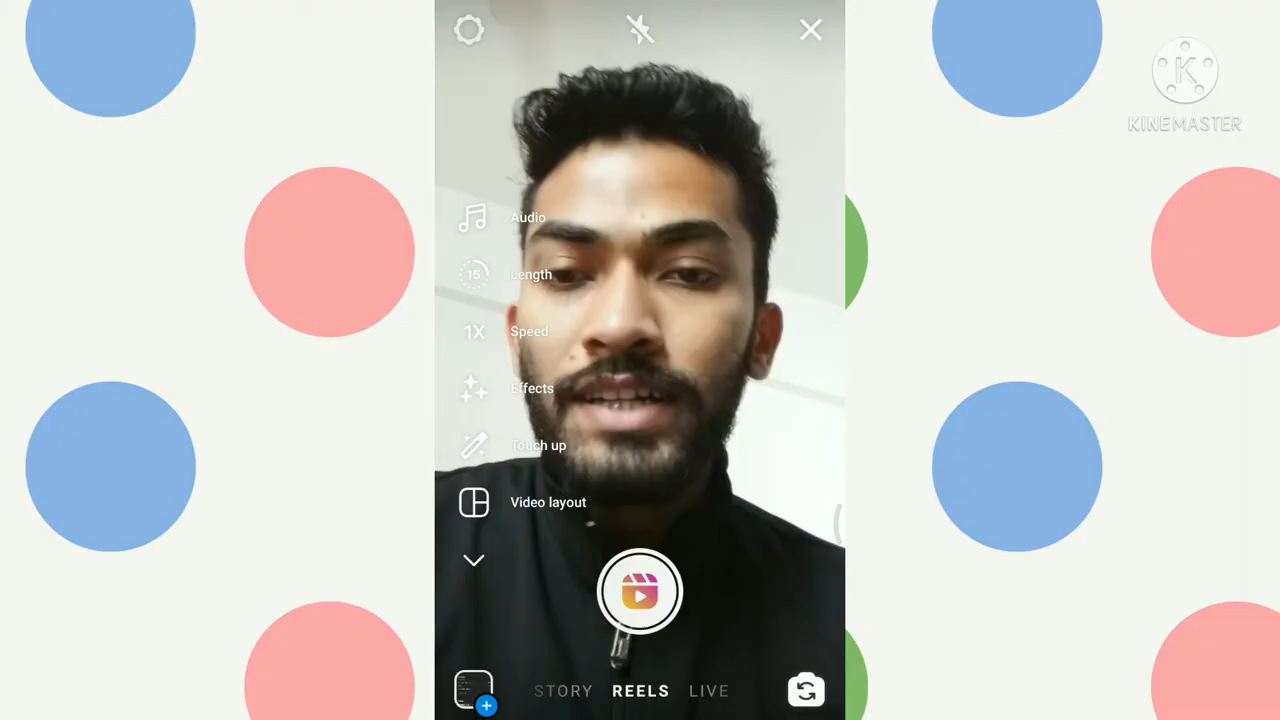 KINEMASTER
Audio
15
Length
1X
Speed
Effects
Touch up
Video layout
STORY REELS LIVE